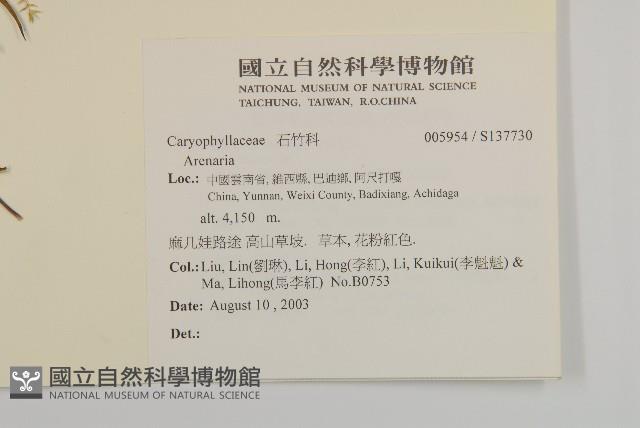 國立自然科學博物館
NATIONAL MUSEUM OF NATURAL SCIENCE
TAICHUNG, TAIWAN, R.O.CHINA
Caryophyllaceae 石竹科 005954 / S137730
Arenaria
Loc.: 中國雲南省, 維西縣, 巴迪鄉, 阿尺打嘎
China, Yunnan, Weixi County, Badixiang, Achidaga
alt. 4,150 m.
麻几娃路途 高山草坡. 草本, 花粉紅色.
Col.: Liu, Lin(劉琳), Li, Hong(李紅), Li, Kuikui(李魁魁) &
Ma, Lihong(馬李紅) No.B0753
Date: August 10 , 2003
Det.:
國立自然科學博物館
NATIONAL MUSEUM OF NATURAL SCIENCE